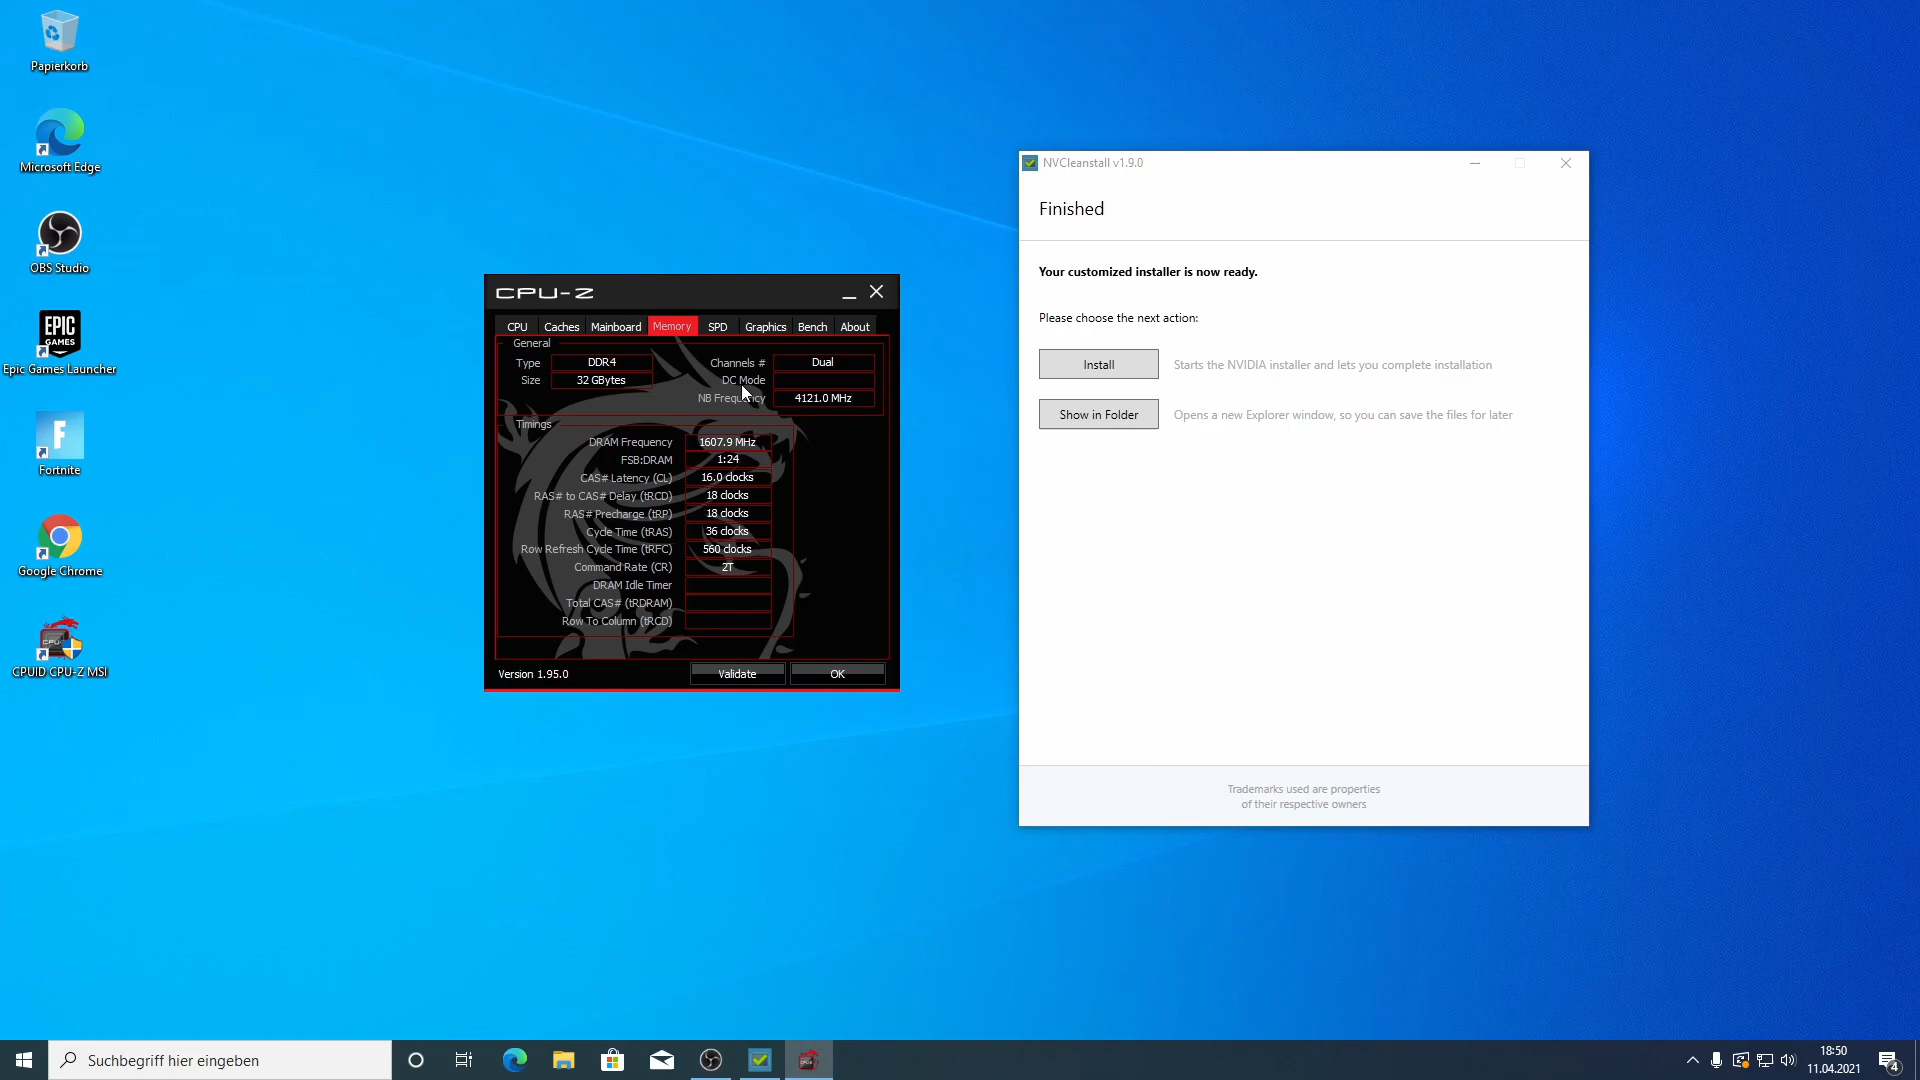 Papierkorb
Microsoft Edge
OBS Studio
EPIC
GAMES
Epic Games Launcher
Fortnite
Google Chrome
CPUID CPU-Z MSI
CPU-Z
CPU Caches Mainboard Memory SPD Graphics Bench About
General
Type DDR4 Channels # Dual
Size 32 GBytes DC Mode
NB Frequency 4121.0 MHz
Timings
DRAM Frequency 1607.9 MHz
FSB:DRAM 1:24
CAS# Latency (CL) 16.0 clocks
RAS# to CAS# Delay (tRCD) 18 clocks
RAS# Precharge (tRP) 18 clocks
Cycle Time (tRAS) 36 clocks
Row Refresh Cycle Time (tRFC) 560 clocks
Command Rate (CR) 2T
DRAM Idle Timer
Total CAS# (tRDRAM)
Row To Column (tRCD)
Version 1.95.0 Validate OK
NVCleanstall v1.9.0
Finished
Your customized installer is now ready.
Please choose the next action:
Install Starts the NVIDIA installer and lets you complete installation
Show in Folder Opens a new Explorer window, so you can save the files for later
Trademarks used are properties
of their respective owners
Suchbegriff hier eingeben
18:50
11.04.2021
4